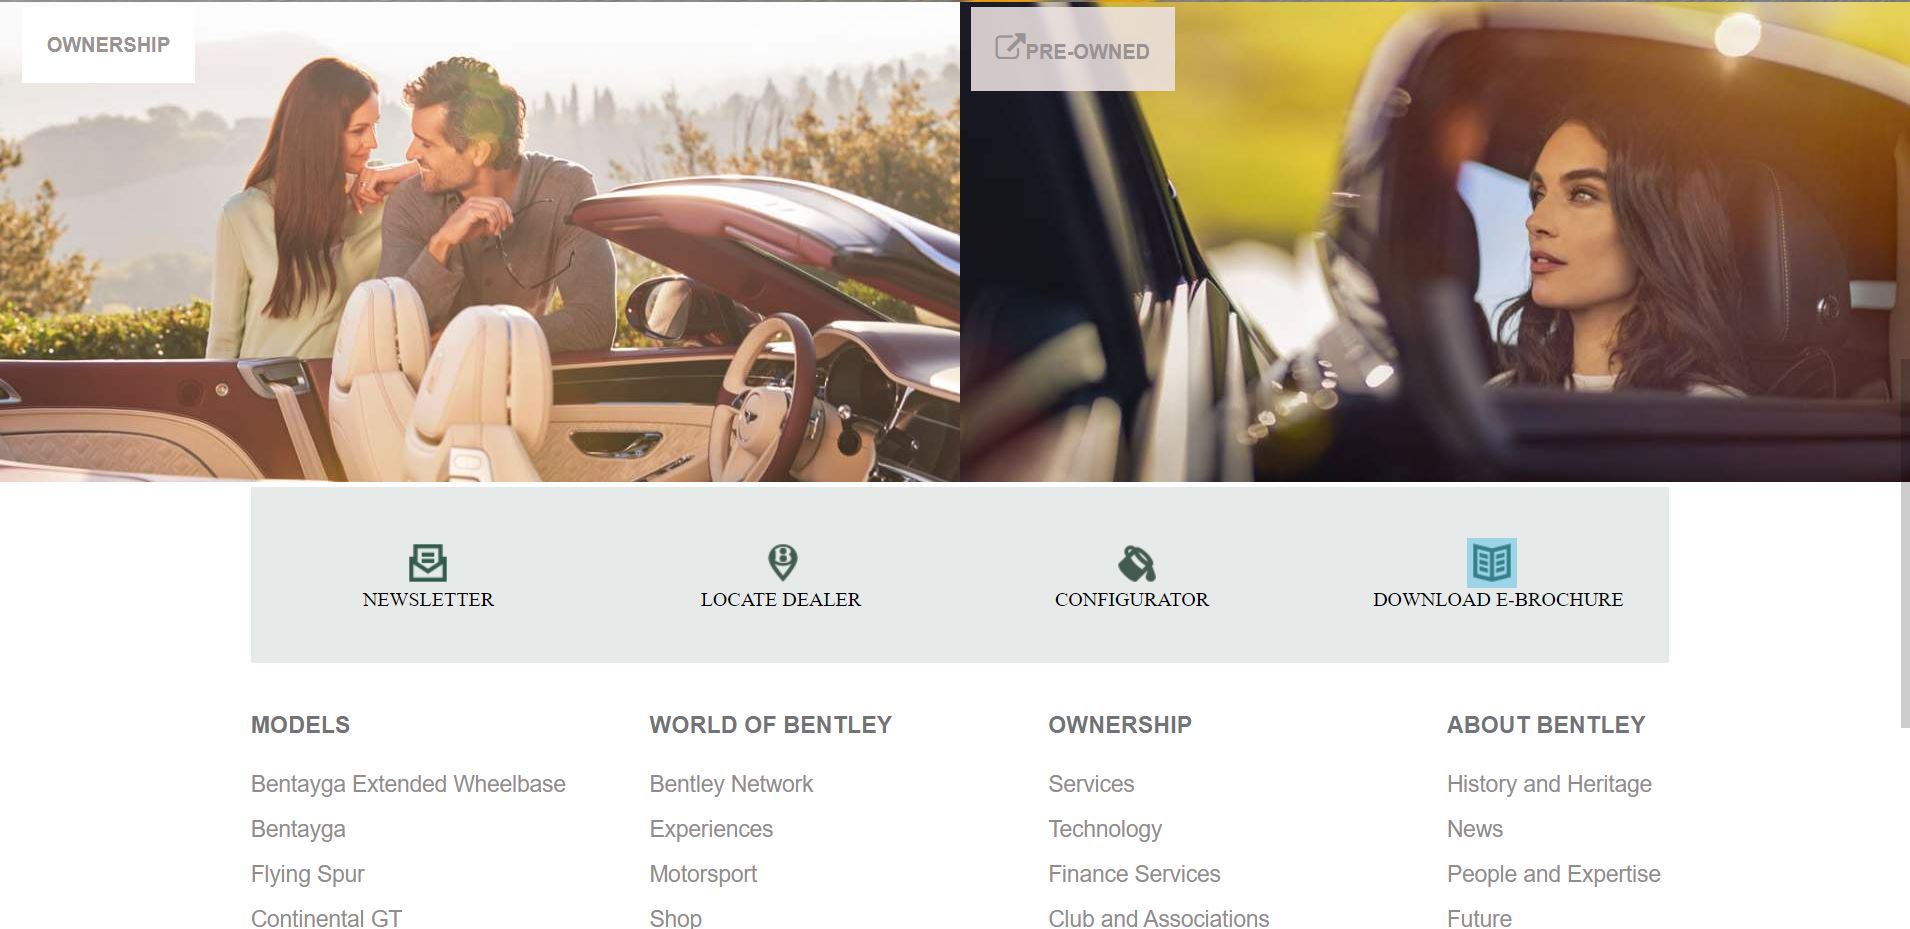 OWNERSHIP
PRE-OWNED
NEWSLETTER
LOCATE DEALER
CONFIGURATOR
DOWNLOAD E-BROCHURE
MODELS
Bentayga Extended Wheelbase
Bentayga
Flying Spur
Continental GT
WORLD OF BENTLEY
Bentley Network
Experiences
Motorsport
Shop
OWNERSHIP
Services
Technology
Finance Services
Club and Associations
ABOUT BENTLEY
History and Heritage
News
People and Expertise
Future